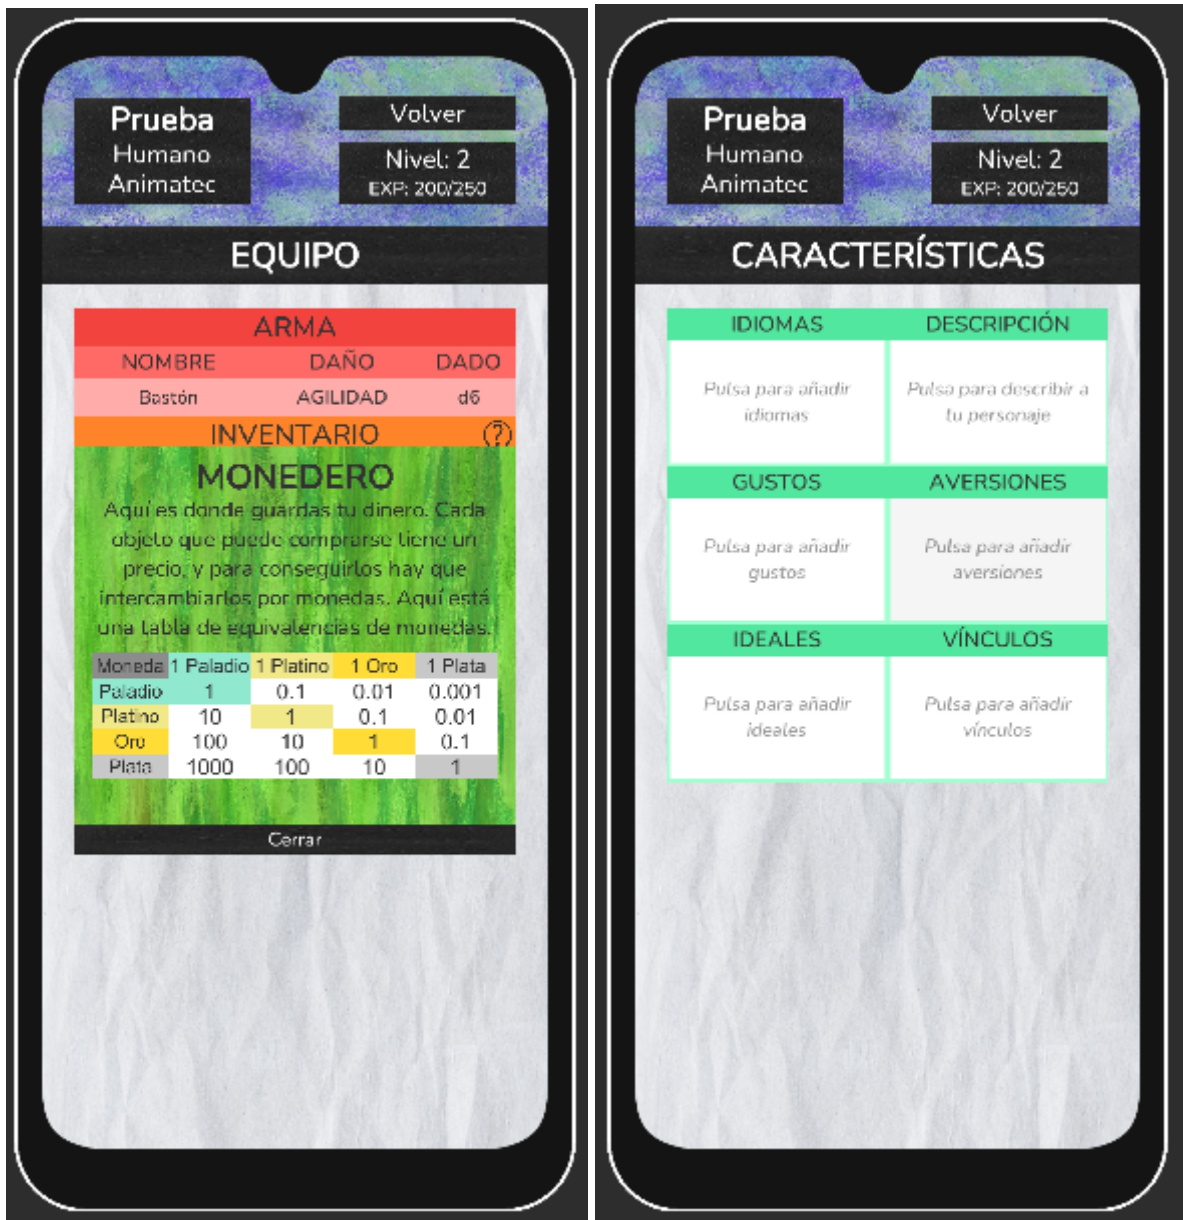 Prueba
Humano
Animatec
Volver
Nivel: 2
EXP: 200/250
EQUIPO
ARMA
NOMBRE DAÑO DADO
Bastón AGILIDAD d6
INVENTARIO ?
MONEDERO
Aquí es donde guardas tu dinero. Cada
objeto que puede comprarse tiene un
precio, y para conseguirlos hay que
intercambiarlos por monedas. Aquí está
una tabla de equivalencias de monedas.
Moneda 1 Paladio 1 Platino 1 Oro 1 Plata
Paladio 1 0.1 0.01 0.001
Platino 10 1 0.1 0.01
Oro 100 10 1 0.1
Plata 1000 100 10 1
Cerrar
Prueba
Humano
Animatec
Volver
Nivel: 2
EXP: 200/250
CARACTERÍSTICAS
IDIOMAS DESCRIPCIÓN
Pulsa para añadir Pulsa para describir a
idiomas tu personaje
GUSTOS AVERSIONES
Pulsa para añadir Pulsa para añadir
gustos aversiones
IDEALES VÍNCULOS
Pulsa para añadir Pulsa para añadir
ideales vínculos